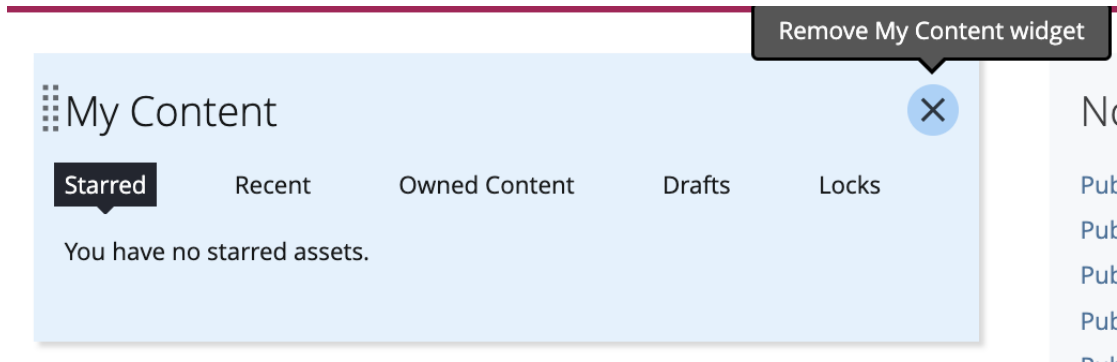 Remove My Content widget
My Content
Starred Recent Owned Content Drafts Locks
You have no starred assets.